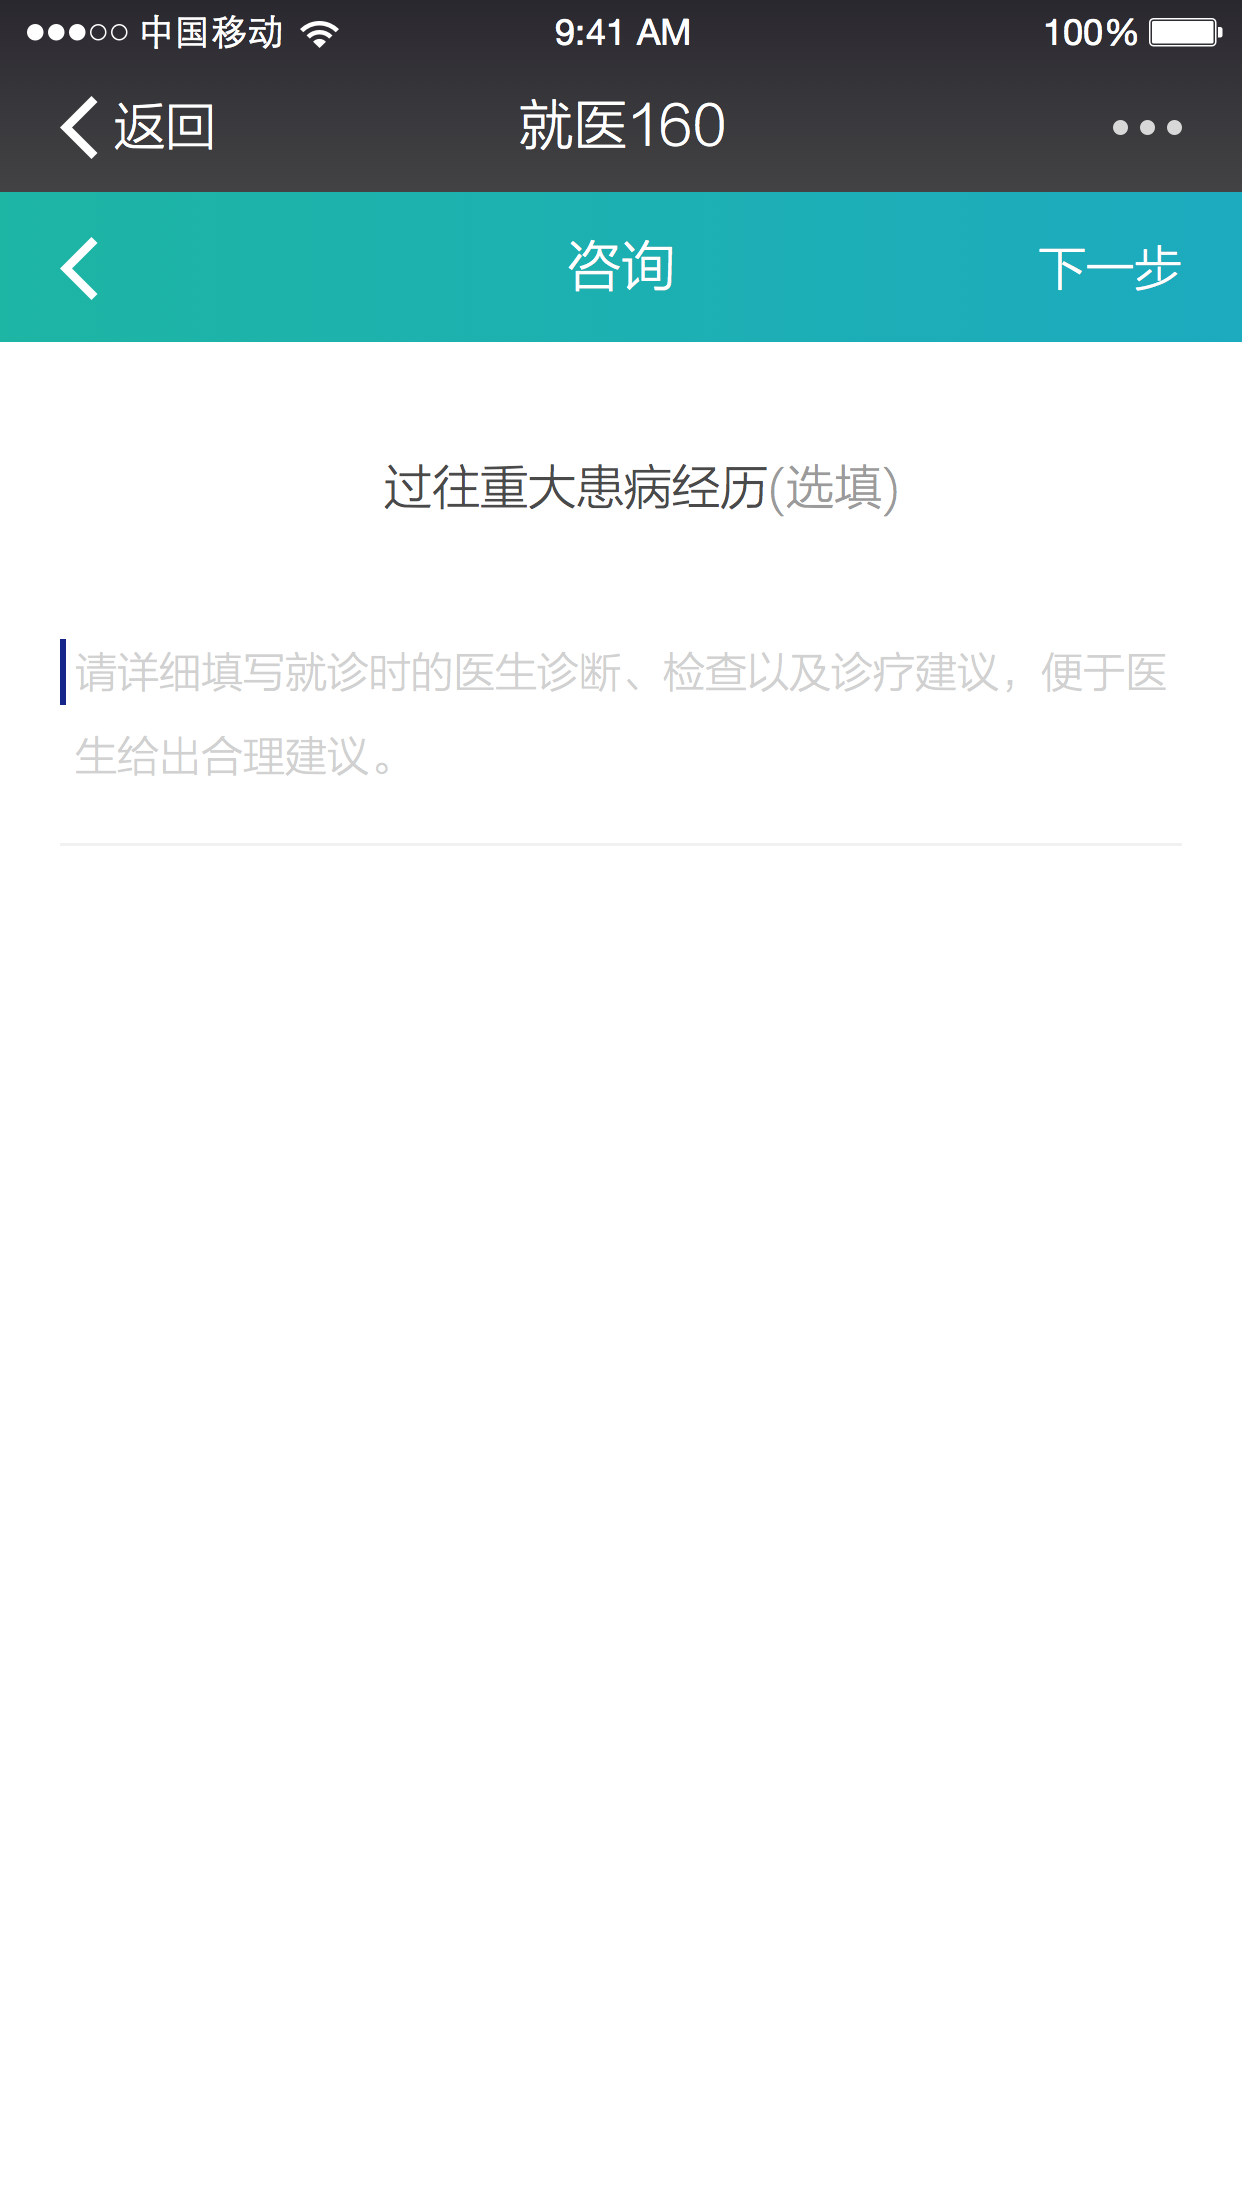 中国移动 9:41 AM 100%
返回 就医160
咨询 下一步
过往重大患病经历(选填)
请详细填写就诊时的医生诊断、检查以及诊疗建议，便于医
生给出合理建议。